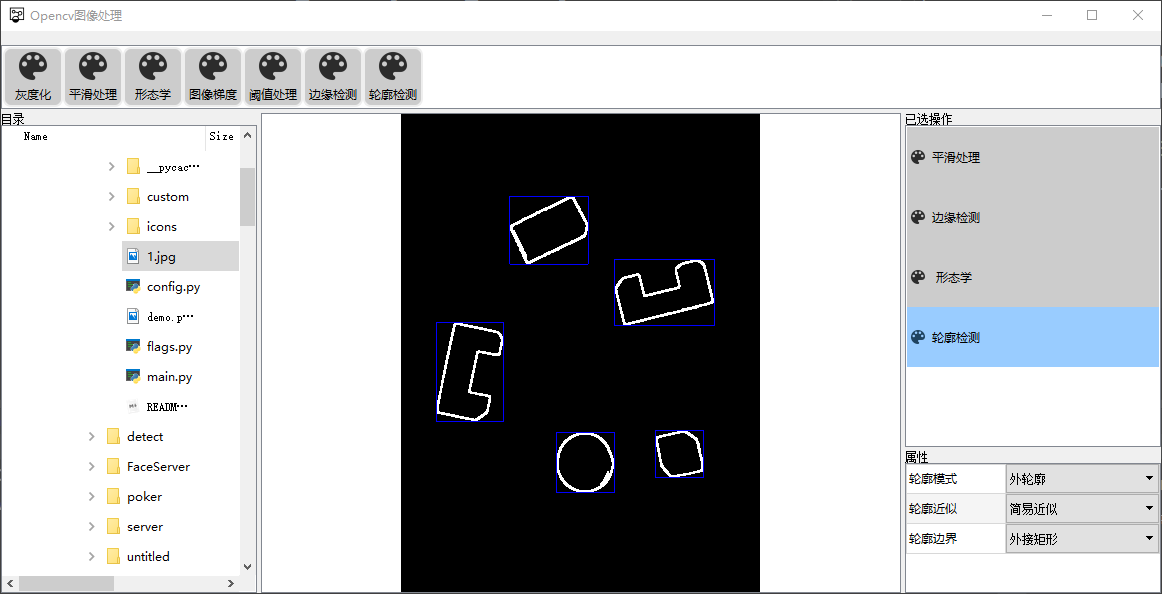 Opencv图像处理
灰度化 平滑处理 形态学 图像梯度 阈值处理 边缘检测 轮廓检测
目录
Name Size
__pycac…
custom
icons
1.jpg
config.py
demo.p…
flags.py
main.py
READM…
detect
FaceServer
poker
server
untitled
已选操作
平滑处理
边缘检测
形态学
轮廓检测
属性
轮廓模式 外轮廓
轮廓近似 简易近似
轮廓边界 外接矩形